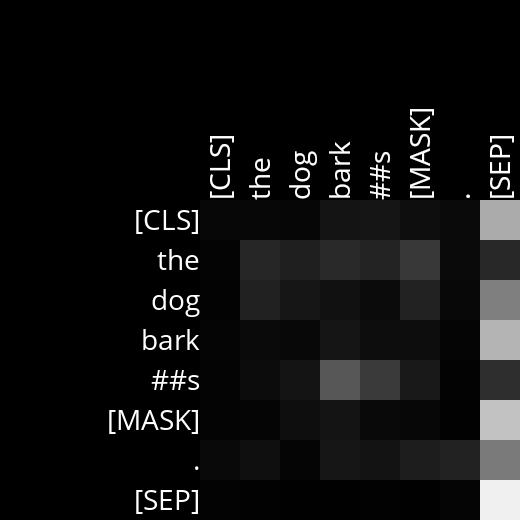 [CLS] the dog bark ##s [MASK] . [SEP]
[CLS]
the
dog
bark
##s
[MASK]
.
[SEP]